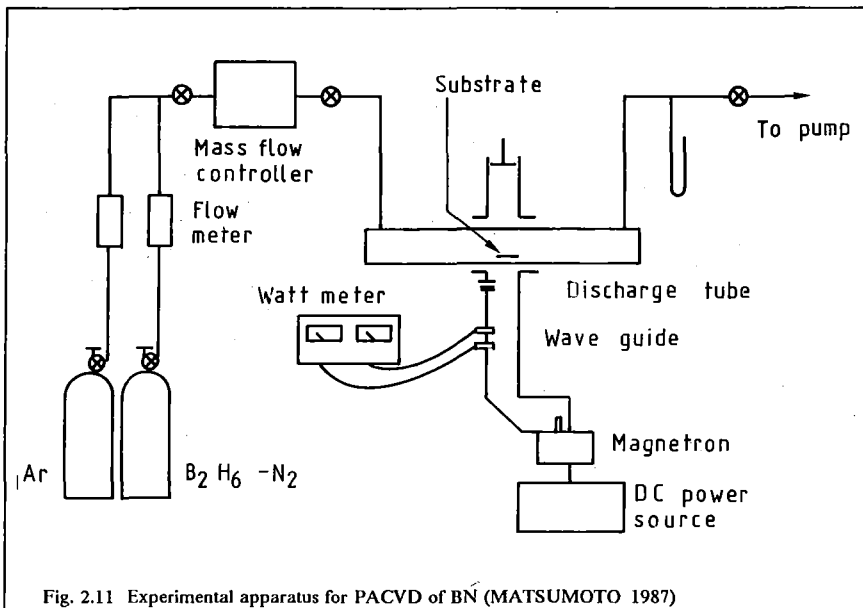 Substrate
To pump
Mass flow
controller
Flow
meter
Watt meter
Discharge tube
Wave guide
Magnetron
Ar
B₂ H₆ -N₂
DC power
source
Fig. 2.11 Experimental apparatus for PACVD of BN (MATSUMOTO 1987)